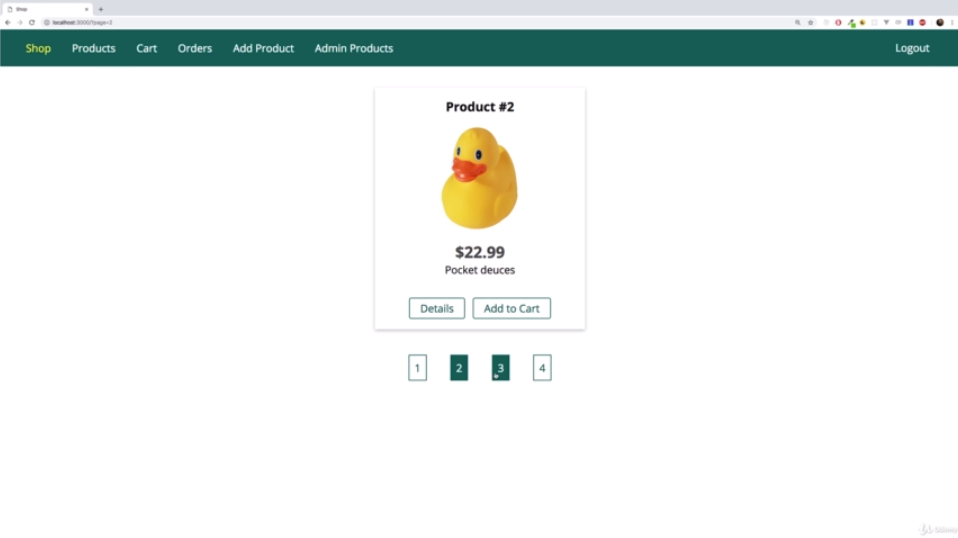 Shop
localhost:3000/?page=2
Shop Products Cart Orders Add Product Admin Products Logout
Product #2
$22.99
Pocket deuces
Details Add to Cart
1 2 3 4
Udemy